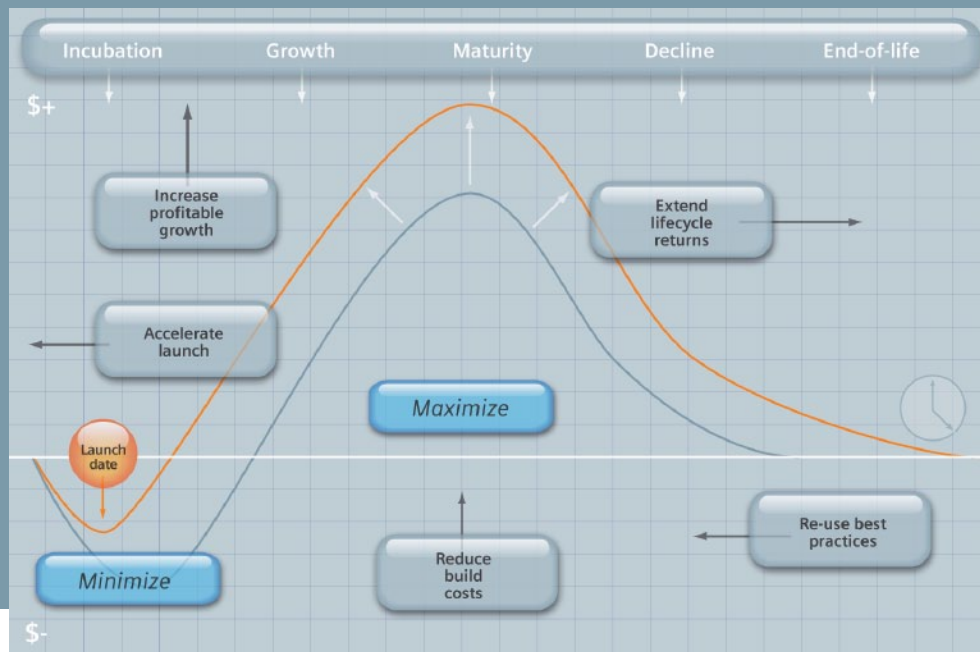 Incubation Growth Maturity Decline End-of-life
$+
Increase
profitable
growth
Extend
lifecycle
returns
Accelerate
launch
Maximize
Launch
date
Re-use best
practices
Reduce
build
costs
Minimize
$-